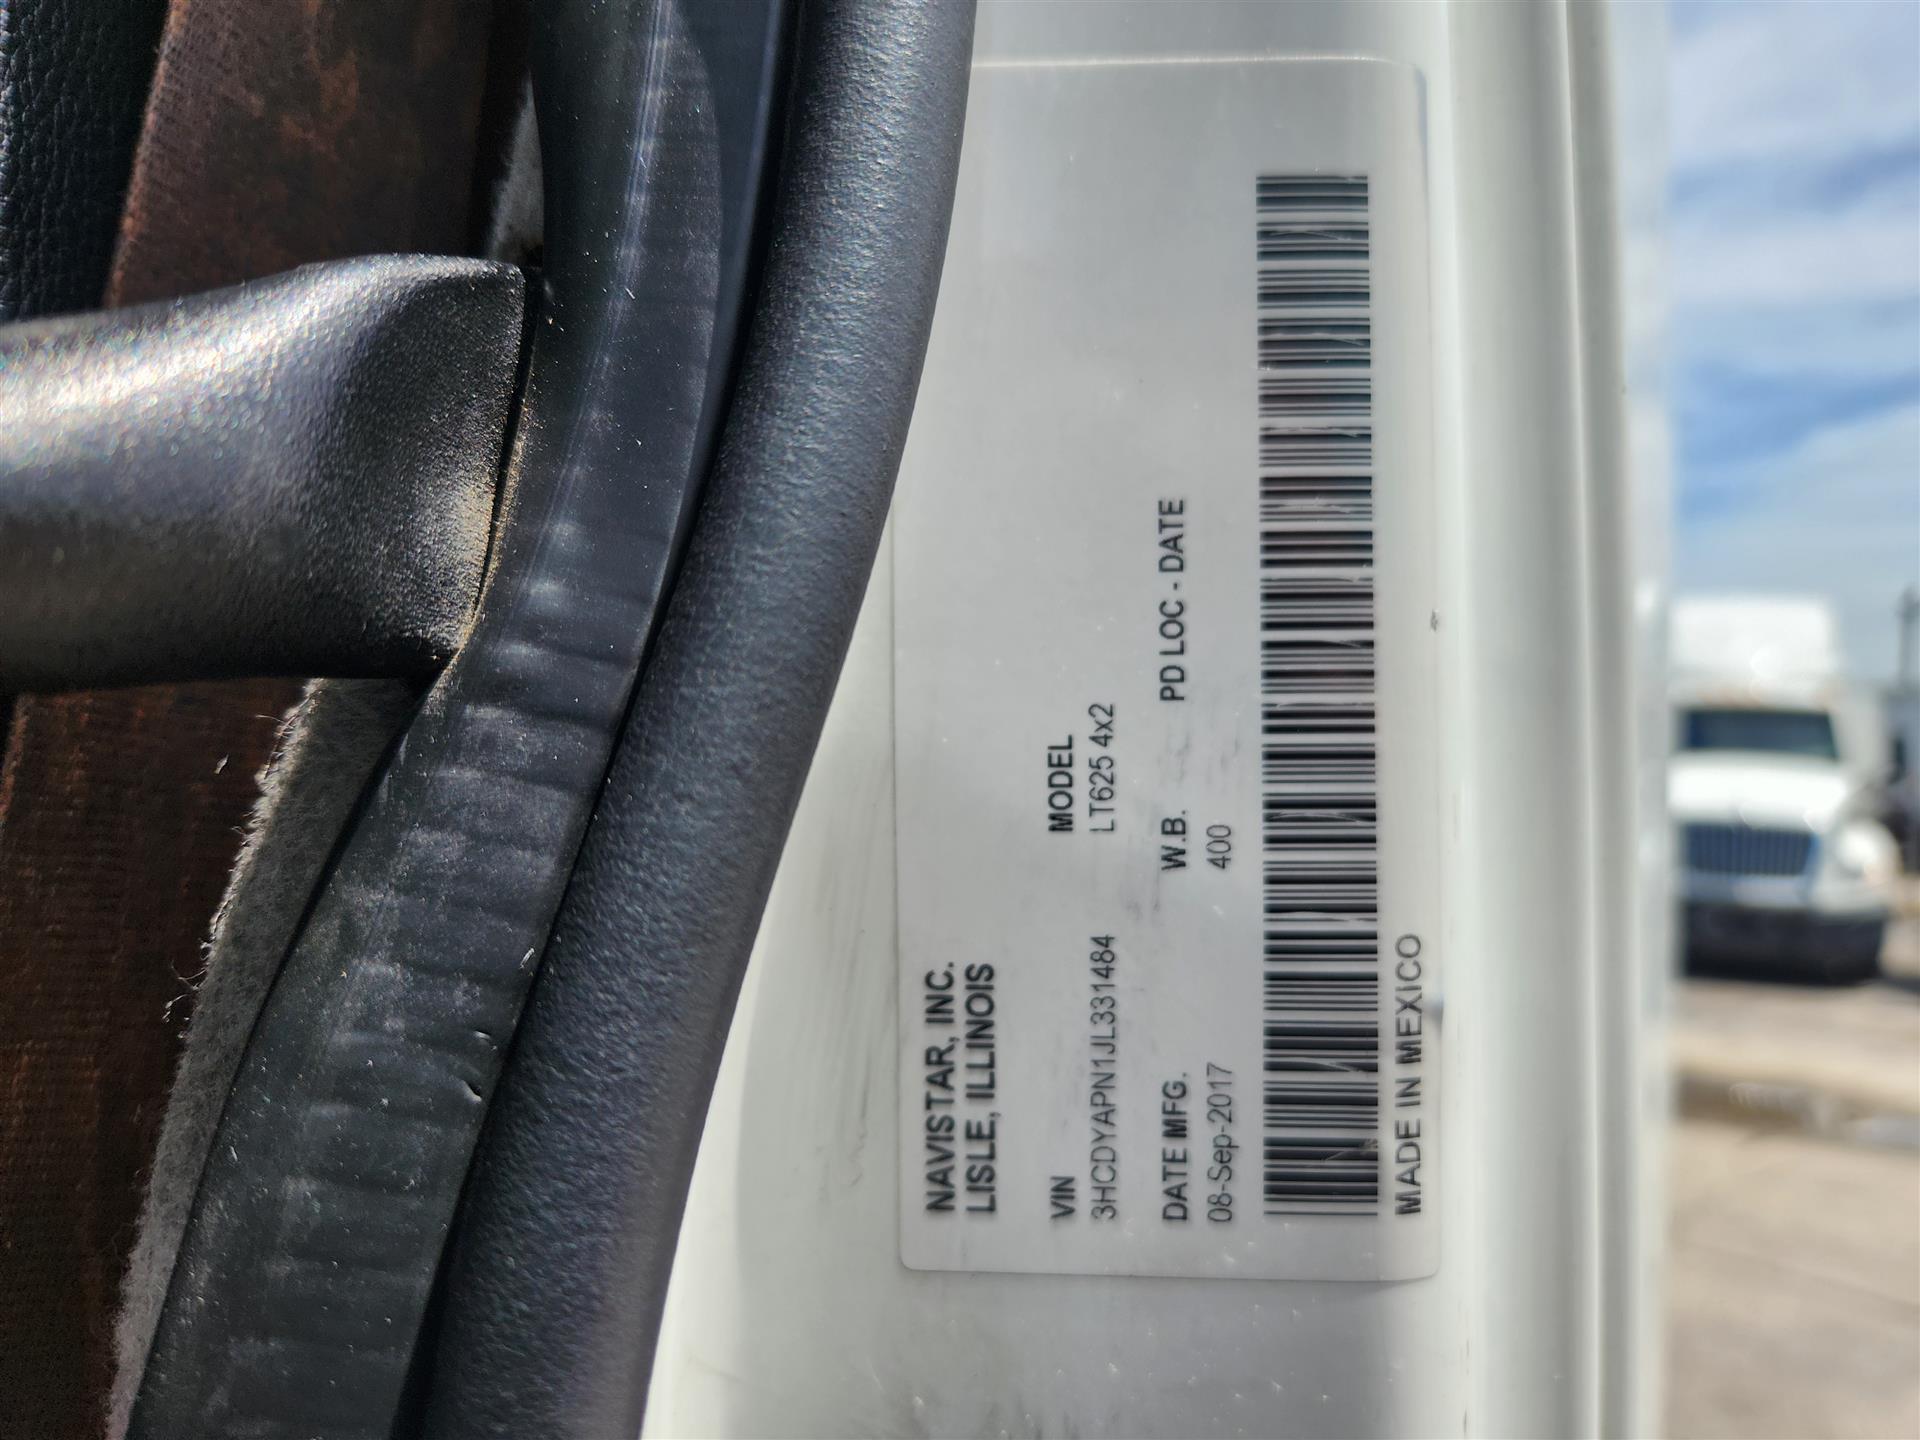 NAVISTAR, INC.
LISLE, ILLINOIS
VIN MODEL
3HCDYAPN1JL331484 LT625 4x2
DATE MFG. W.B. PD LOC - DATE
08-Sep-2017 400
MADE IN MEXICO